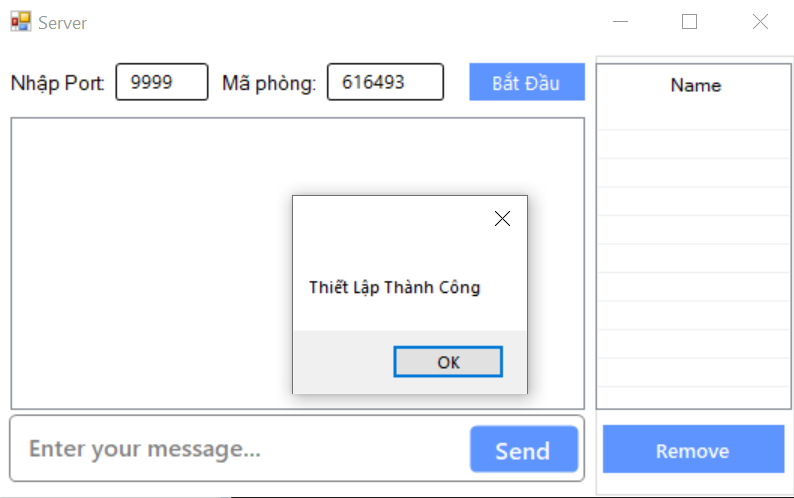 Server
Nhập Port: 9999 Mã phòng: 616493 Bắt Đầu
Name
Thiết Lập Thành Công
OK
Enter your message... Send
Remove